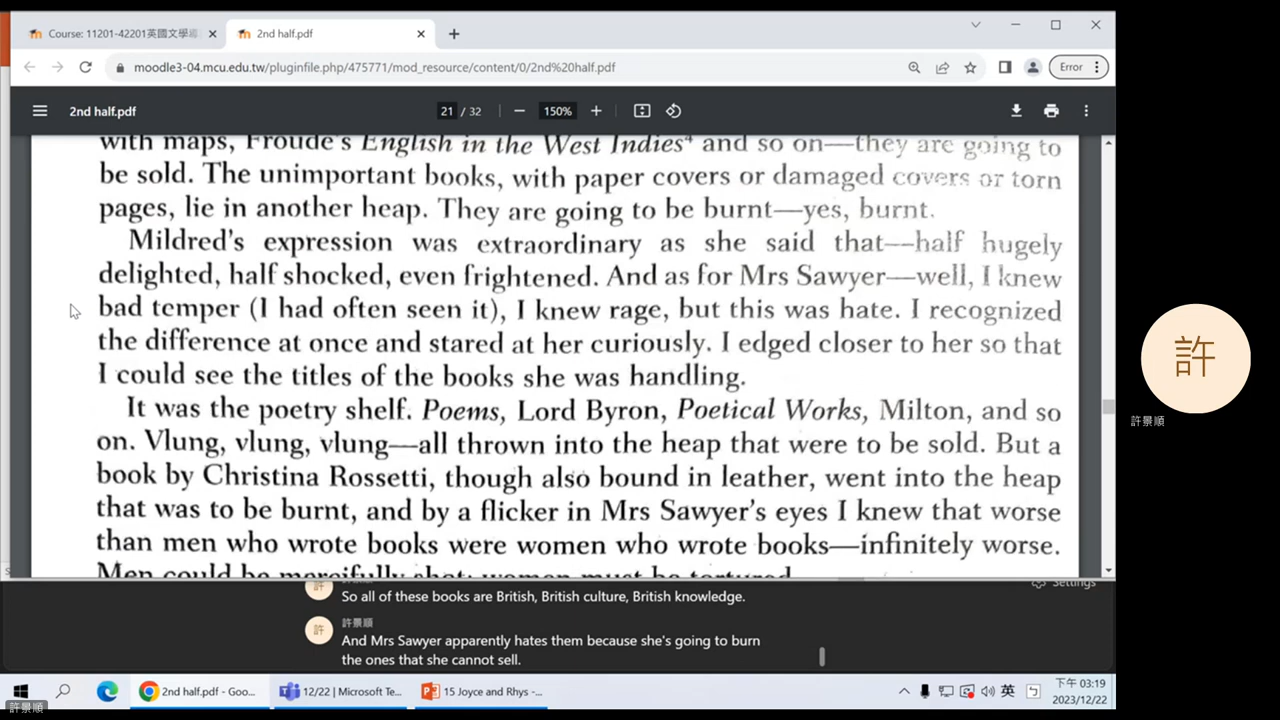 Course: 11201-42201英國文學導
2nd half.pdf
moodle3-04.mcu.edu.tw/pluginfile.php/475771/mod_resource/content/0/2nd%20half.pdf
Error
2nd half.pdf
21 / 32
150%
with maps, Froude's English in the West Indies⁴ and so on—they are going to
be sold. The unimportant books, with paper covers or damaged covers or torn
pages, lie in another heap. They are going to be burnt—yes, burnt.
Mildred's expression was extraordinary as she said that—half hugely
delighted, half shocked, even frightened. And as for Mrs Sawyer—well, I knew
bad temper (I had often seen it), I knew rage, but this was hate. I recognized
the difference at once and stared at her curiously. I edged closer to her so that
I could see the titles of the books she was handling.
It was the poetry shelf. Poems, Lord Byron, Poetical Works, Milton, and so
on. Vlung, vlung, vlung—all thrown into the heap that were to be sold. But a
book by Christina Rossetti, though also bound in leather, went into the heap
that was to be burnt, and by a flicker in Mrs Sawyer's eyes I knew that worse
than men who wrote books were women who wrote books—infinitely worse.
Men could be mercifully shot; women must be tortured.
Settings
許
So all of these books are British, British culture, British knowledge.
許景順
許
And Mrs Sawyer apparently hates them because she's going to burn
the ones that she cannot sell.
許
許景順
2nd half.pdf - Goo...
12/22 | Microsoft Te...
15 Joyce and Rhys -...
英
下午 03:19
2023/12/22
許景順